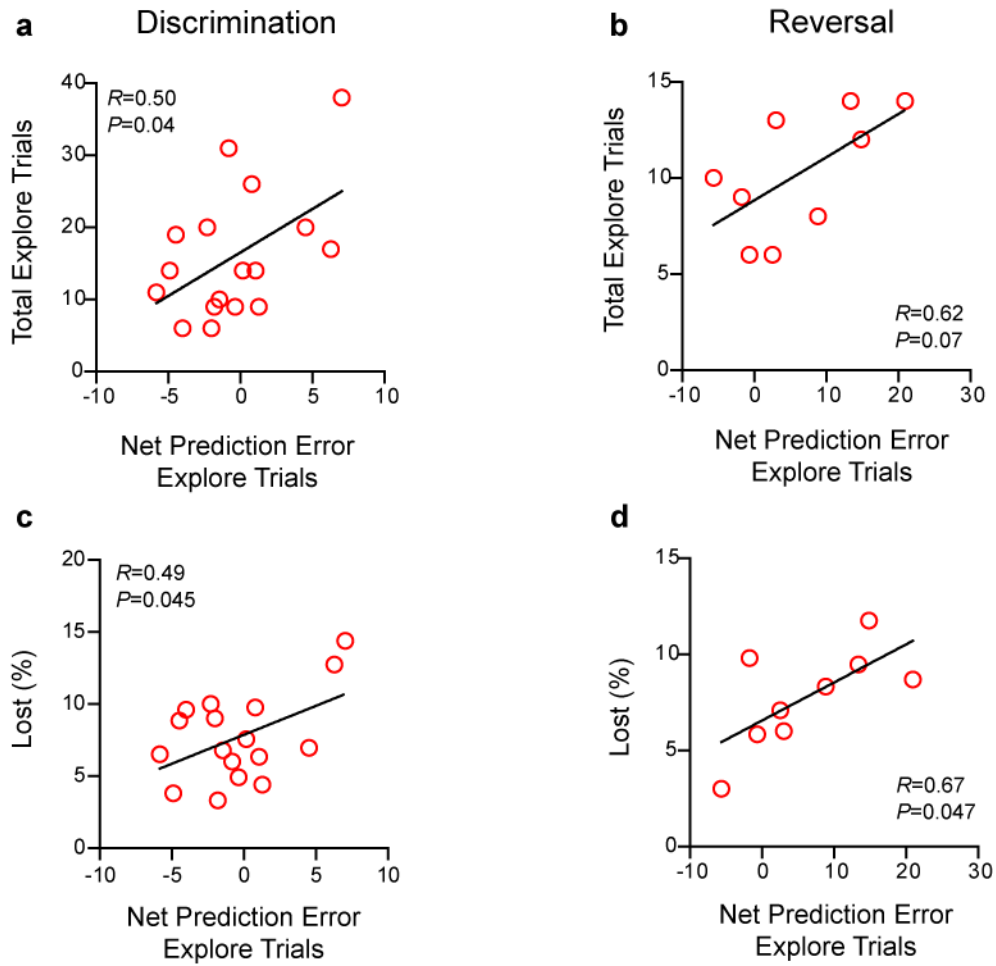 a
Discrimination
R=0.50
P=0.04
40
30
20
10
0
-10
-5
0
5
10
Total Explore Trials
Net Prediction Error
Explore Trials
b
Reversal
15
10
5
0
-10
0
10
20
30
R=0.62
P=0.07
Total Explore Trials
Net Prediction Error
Explore Trials
c
R=0.49
P=0.045
20
15
10
5
0
-10
-5
0
5
10
Lost (%)
Net Prediction Error
Explore Trials
d
15
10
5
0
-10
0
10
20
30
R=0.67
P=0.047
Lost (%)
Net Prediction Error
Explore Trials